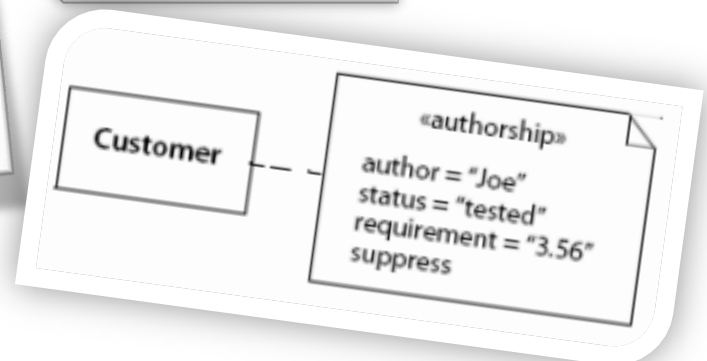 Customer
«authorship»
author = “Joe”
status = “tested”
requirement = “3.56”
suppress